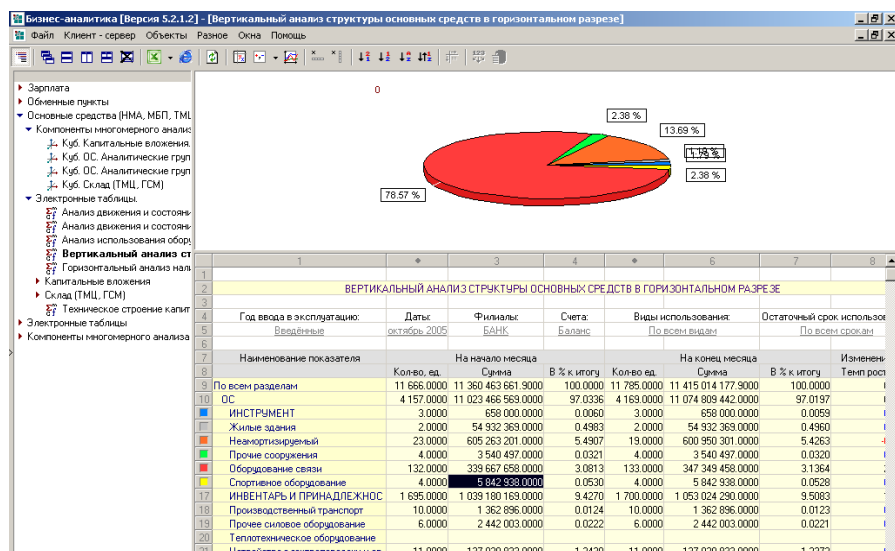 Бизнес-аналитика [Версия 5.2.1.2] - [Вертикальный анализ структуры основных средств в горизонтальном разрезе]
Файл Клиент - сервер Объекты Разное Окна Помощь
Зарплата
Обменные пункты
Основные средства (НМА, МБП, ТМЦ
Компоненты многомерного анализ
Куб. Капитальные вложения.
Куб. ОС. Аналитические груп
Куб. ОС. Аналитические груп
Куб. Склад (ТМЦ, ГСМ)
Электронные таблицы.
Анализ движения и состояни
Анализ движения и состояни
Анализ использования обору
Вертикальный анализ ст
Горизонтальный анализ нали
Капитальные вложения
Склад (ТМЦ, ГСМ)
Техническое строение капит
Электронные таблицы
Компоненты многомерного анализа
0
2.38 %
13.69 %
2.38 %
78.57 %
1 3 4 6 7 8
1
2 ВЕРТИКАЛЬНЫЙ АНАЛИЗ СТРУКТУРЫ ОСНОВНЫХ СРЕДСТВ В ГОРИЗОНТАЛЬНОМ РАЗРЕЗЕ
3
4 Год ввода в эксплуатацию: Даты: Филиалы: Счета: Виды использования: Остаточный срок использов
5 Введённые октябрь 2005 БАНК Баланс По всем видам По всем срокам
6
7 Наименование показателя На начало месяца На конец месяца Изменени
8 Кол-во, ед. Сумма В % к итогу Кол-во ед. Сумма В % к итогу Темп рост
9 По всем разделам 11 666.0000 11 360 463 661.9000 100.0000 11 785.0000 11 415 014 177.9000 100.0000
10 ОС 4 157.0000 11 023 466 569.0000 97.0336 4 169.0000 11 074 809 442.0000 97.0197
ИНСТРУМЕНТ 3.0000 658 000.0000 0.0060 3.0000 658 000.0000 0.0059
Жилые здания 2.0000 54 932 369.0000 0.4983 2.0000 54 932 369.0000 0.4960
Неамортизируемый 23.0000 605 263 201.0000 5.4907 19.0000 600 950 301.0000 5.4263
Прочие сооружения 4.0000 3 540 497.0000 0.0321 4.0000 3 540 497.0000 0.0320
Оборудование связи 132.0000 339 667 658.0000 3.0813 133.0000 347 349 458.0000 3.1364
Спортивное оборудование 4.0000 5 842 938.0000 0.0530 4.0000 5 842 938.0000 0.0528
17 ИНВЕНТАРЬ И ПРИНАДЛЕЖНОС 1 695.0000 1 039 180 169.0000 9.4270 1 700.0000 1 053 024 290.0000 9.5083
18 Производственный транспорт 10.0000 1 362 896.0000 0.0124 10.0000 1 362 896.0000 0.0123
19 Прочее силовое оборудование 6.0000 2 442 003.0000 0.0222 6.0000 2 442 003.0000 0.0221
20 Теплотехническое оборудование